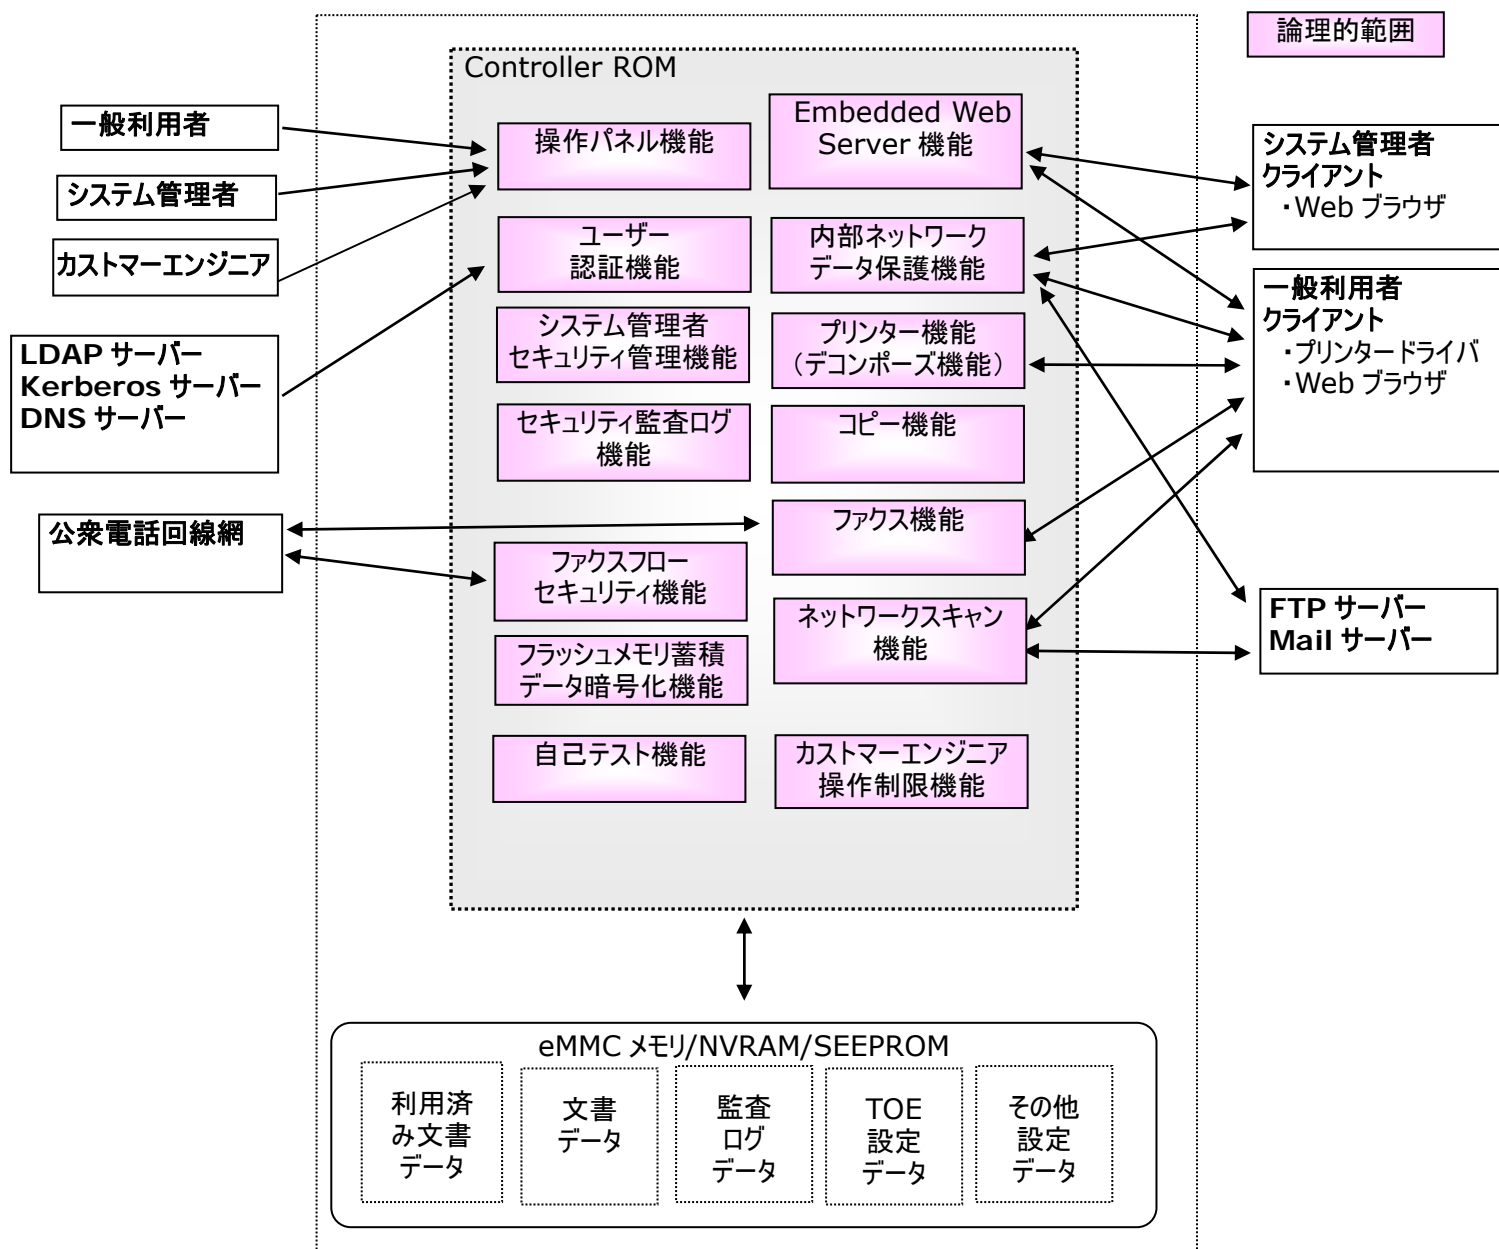 論理的範囲
Controller ROM
一般利用者
システム管理者
カストマーエンジニア
LDAP サーバー
Kerberos サーバー
DNS サーバー
公衆電話回線網
操作パネル機能
ユーザー
認証機能
システム管理者
セキュリティ管理機能
セキュリティ監査ログ
機能
ファクスフロー
セキュリティ機能
フラッシュメモリ蓄積
データ暗号化機能
自己テスト機能
Embedded Web
Server 機能
内部ネットワーク
データ保護機能
プリンター機能
（デコンポーズ機能）
コピー機能
ファクス機能
ネットワークスキャン
機能
カストマーエンジニア
操作制限機能
システム管理者
クライアント
・Web ブラウザ
一般利用者
クライアント
・プリンタードライバ
・Web ブラウザ
FTP サーバー
Mail サーバー
eMMC メモリ/NVRAM/SEEPROM
利用済
み文書
データ
文書
データ
監査
ログ
データ
TOE
設定
データ
その他
設定
データ